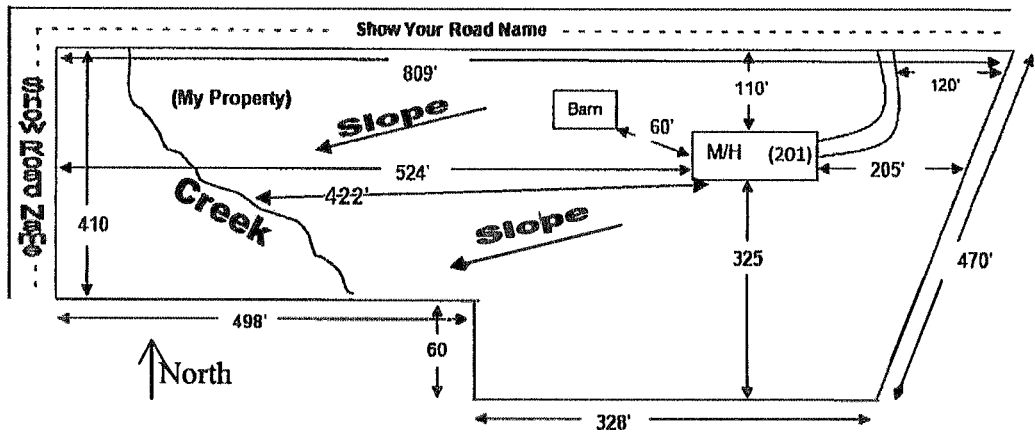 Show Your Road Name
809'
110'
120'
(My Property)
Slope
Barn
60'
M/H (201)
SHOW ROAD NAME
524'
205'
422'
Creek
410
Slope
325
470'
498'
60
North
328'